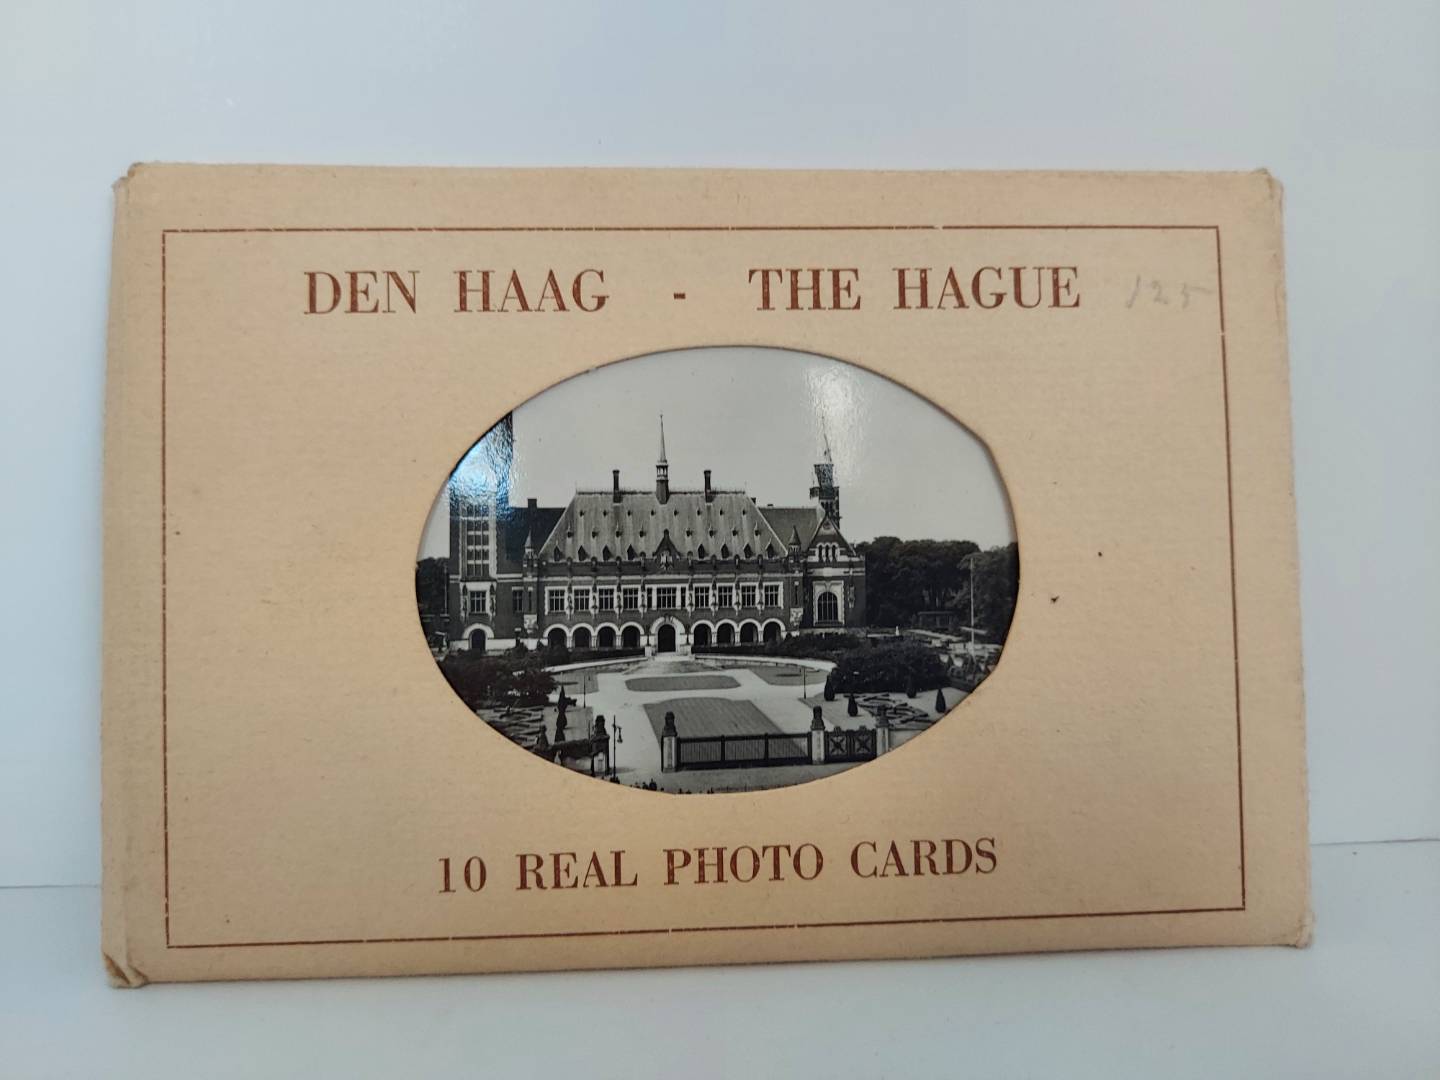 DEN HAAG - THE HAGUE
125
10 REAL PHOTO CARDS